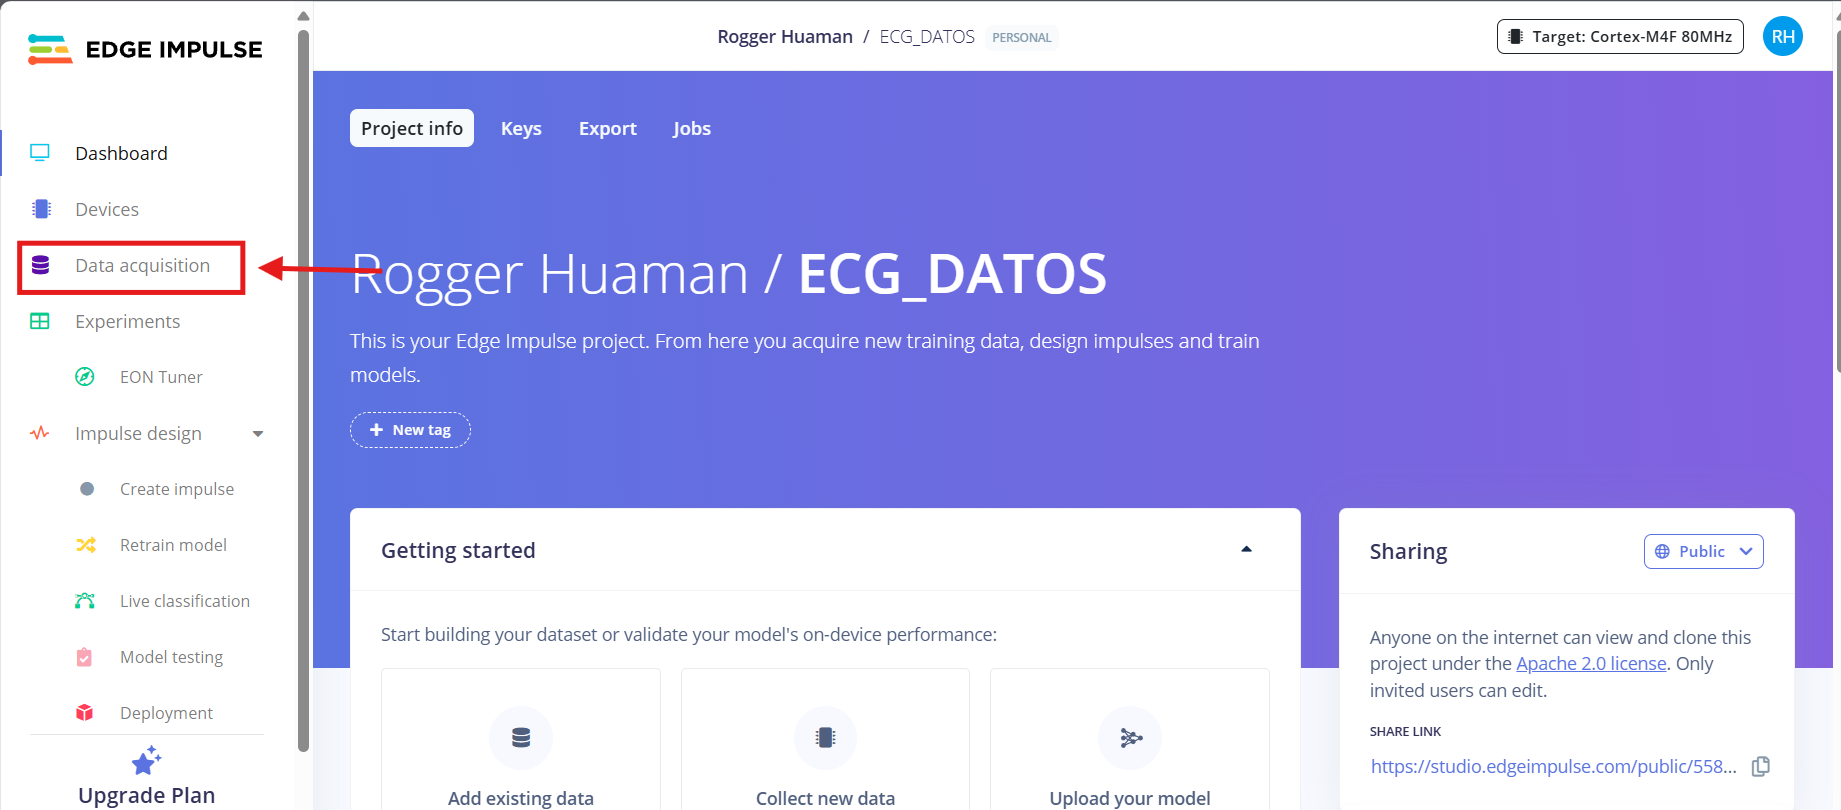 EDGE IMPULSE
Dashboard
Devices
Data acquisition
Experiments
EON Tuner
Impulse design
Create impulse
Retrain model
Live classification
Model testing
Deployment
Upgrade Plan
Rogger Huaman / ECG_DATOS PERSONAL
Target: Cortex-M4F 80MHz
RH
Project info Keys Export Jobs
Rogger Huaman / ECG_DATOS
This is your Edge Impulse project. From here you acquire new training data, design impulses and train
models.
+ New tag
Getting started
Start building your dataset or validate your model's on-device performance:
Add existing data
Collect new data
Upload your model
Sharing
Public
Anyone on the internet can view and clone this
project under the Apache 2.0 license. Only
invited users can edit.
SHARE LINK
https://studio.edgeimpulse.com/public/558...